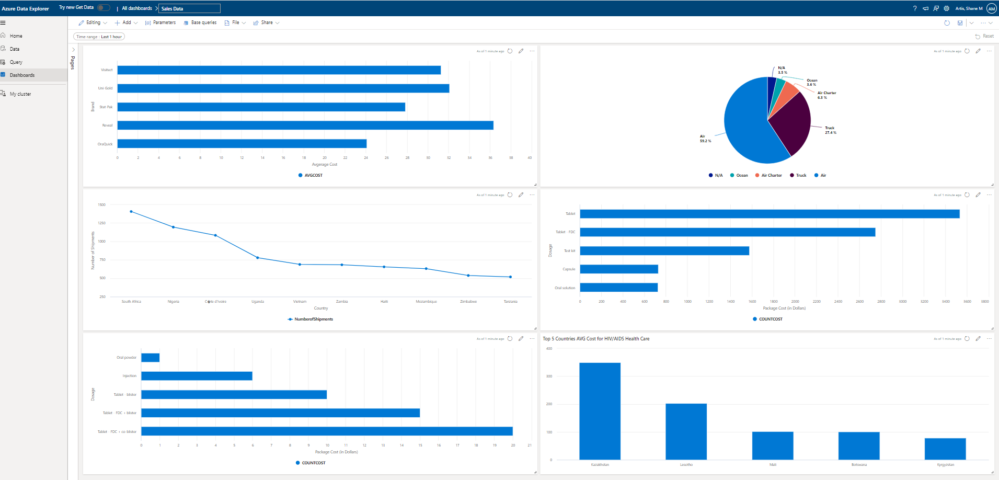 Azure Data Explorer
Try new Get Data
| All dashboards > Sales Data
? Artis, Shane M AM
Editing Add Parameters Base queries File Share
Time range : Last 1 hour
Reset
Home
Data
Query
Dashboards
My cluster
Pages
As of 1 minute ago
Brand
Visitect
Uni-Gold
Stat-Pak
Reveal
OraQuick
0 2 4 6 8 10 12 14 16 18 20 22 24 26 28 30 32 34 36 38 40
Avgerage Cost
AVGCOST
As of 1 minute ago
N/A
3.5 %
Ocean
3.6 %
Air Charter
6.3 %
Truck
27.4 %
Air
59.2 %
N/A Ocean Air Charter Truck Air
As of 1 minute ago
Number of Shipments
1500
1250
1000
750
500
250
South Africa Nigeria C�te d'Ivoire Uganda Vietnam Zambia Haiti Mozambique Zimbabwe Tanzania
Country
NumberofShipments
As of 1 minute ago
Dosage
Tablet
Tablet - FDC
Test kit
Capsule
Oral solution
0 200 400 600 800 1000 1200 1400 1600 1800 2000 2200 2400 2600 2800 3000 3200 3400 3600 3800
Package Cost (in Dollars)
COUNTCOST
As of 1 minute ago
Dosage
Oral powder
Injection
Tablet - blister
Tablet - FDC + blister
Tablet - FDC + co-blister
0 1 2 3 4 5 6 7 8 9 10 11 12 13 14 15 16 17 18 19 20 21
Package Cost (in Dollars)
COUNTCOST
Top 5 Countries AVG Cost for HIV/AIDS Health Care
As of 1 minute ago
400
300
200
100
0
Kazakhstan Lesotho Mali Botswana Kyrgyzstan